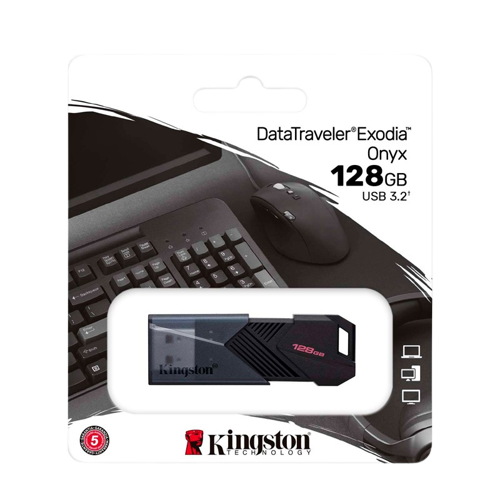 DataTraveler®Exodia™
Onyx
128GB
USB 3.2†
128GB
Kingston
5
Kingston
TECHNOLOGY